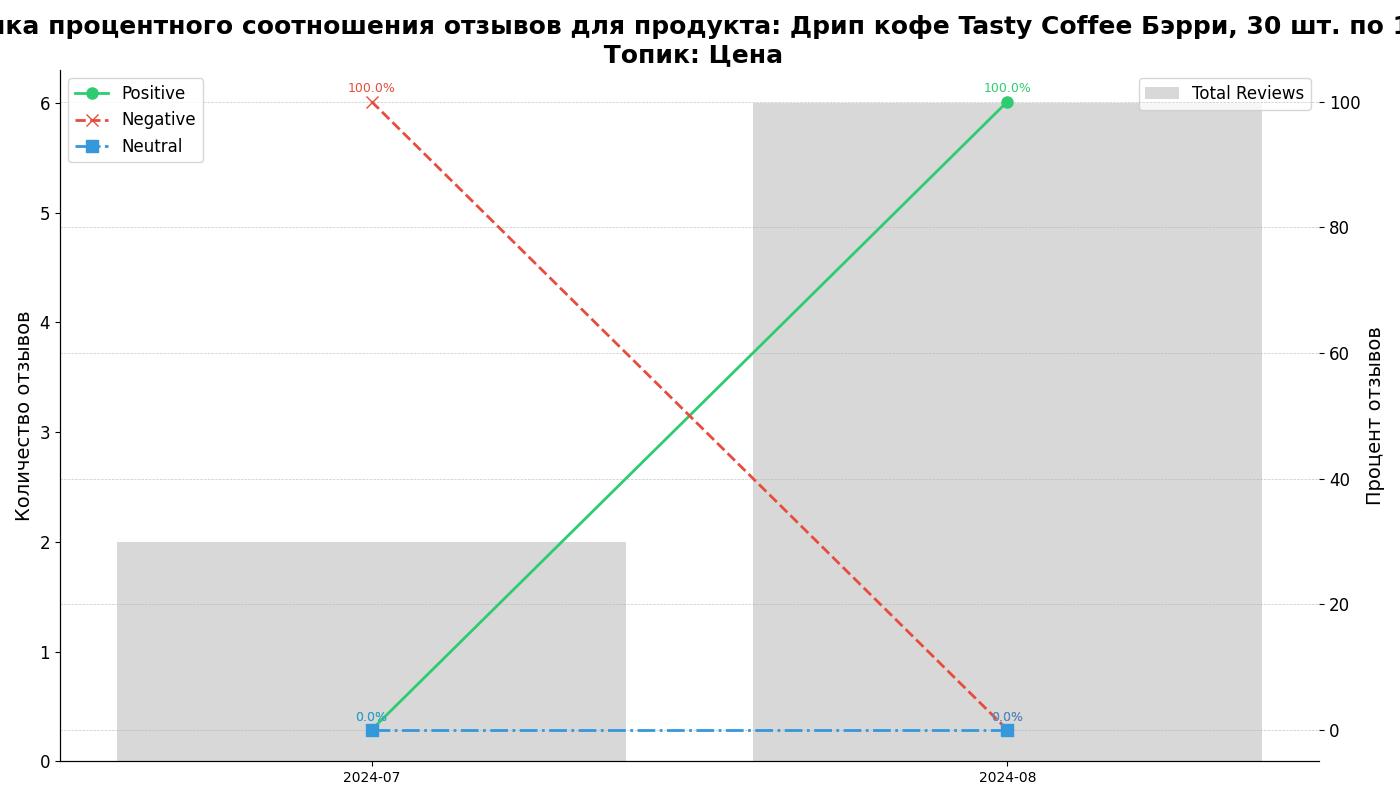 процентного соотношения отзывов для продукта: Дрип кофе Tasty Coffee Бэрри, 30 шт. по
Топик: Цена
Positive
Negative
Neutral
Total Reviews
100.0%
100.0%
0.0%
0.0%
Количество отзывов
6
5
4
3
2
1
0
100
80
60
40
20
0
Процент отзывов
2024-07
2024-08